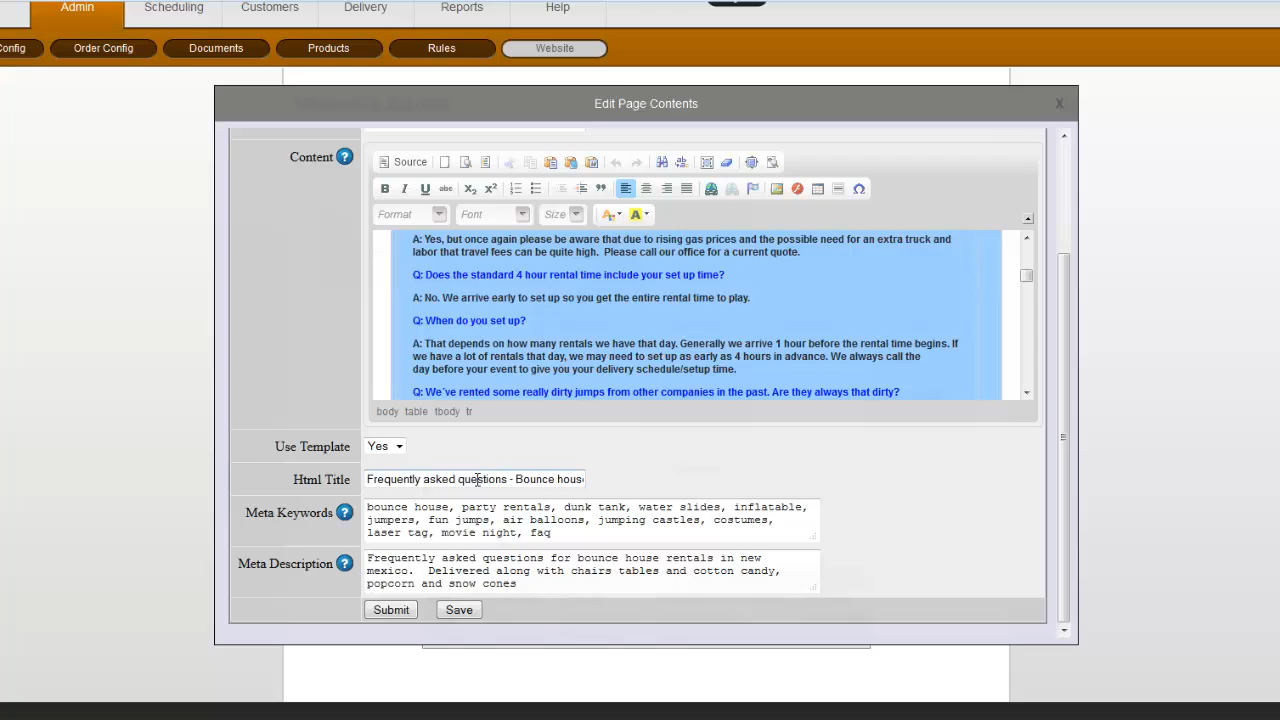 Admin Scheduling Customers Delivery Reports Help
Config Order Config Documents Products Rules Website
Edit Page Contents X
Content ?
Source
B I U abc X₂ X²
Format Font Size A A
A: Yes, but once again please be aware that due to rising gas prices and the possible need for an extra truck and
labor that travel fees can be quite high. Please call our office for a current quote.
Q: Does the standard 4 hour rental time include your set up time?
A: No. We arrive early to set up so you get the entire rental time to play.
Q: When do you set up?
A: That depends on how many rentals we have that day. Generally we arrive 1 hour before the rental time begins. If
we have a lot of rentals that day, we may need to set up as early as 4 hours in advance. We always call the
day before your event to give you your delivery schedule/setup time.
Q: We´ve rented some really dirty jumps from other companies in the past. Are they always that dirty?
body table tbody tr
Use Template Yes
Html Title Frequently asked questions - Bounce hous
Meta Keywords ? bounce house, party rentals, dunk tank, water slides, inflatable,
jumpers, fun jumps, air balloons, jumping castles, costumes,
laser tag, movie night, faq
Meta Description ? Frequently asked questions for bounce house rentals in new
mexico. Delivered along with chairs tables and cotton candy,
popcorn and snow cones
Submit Save